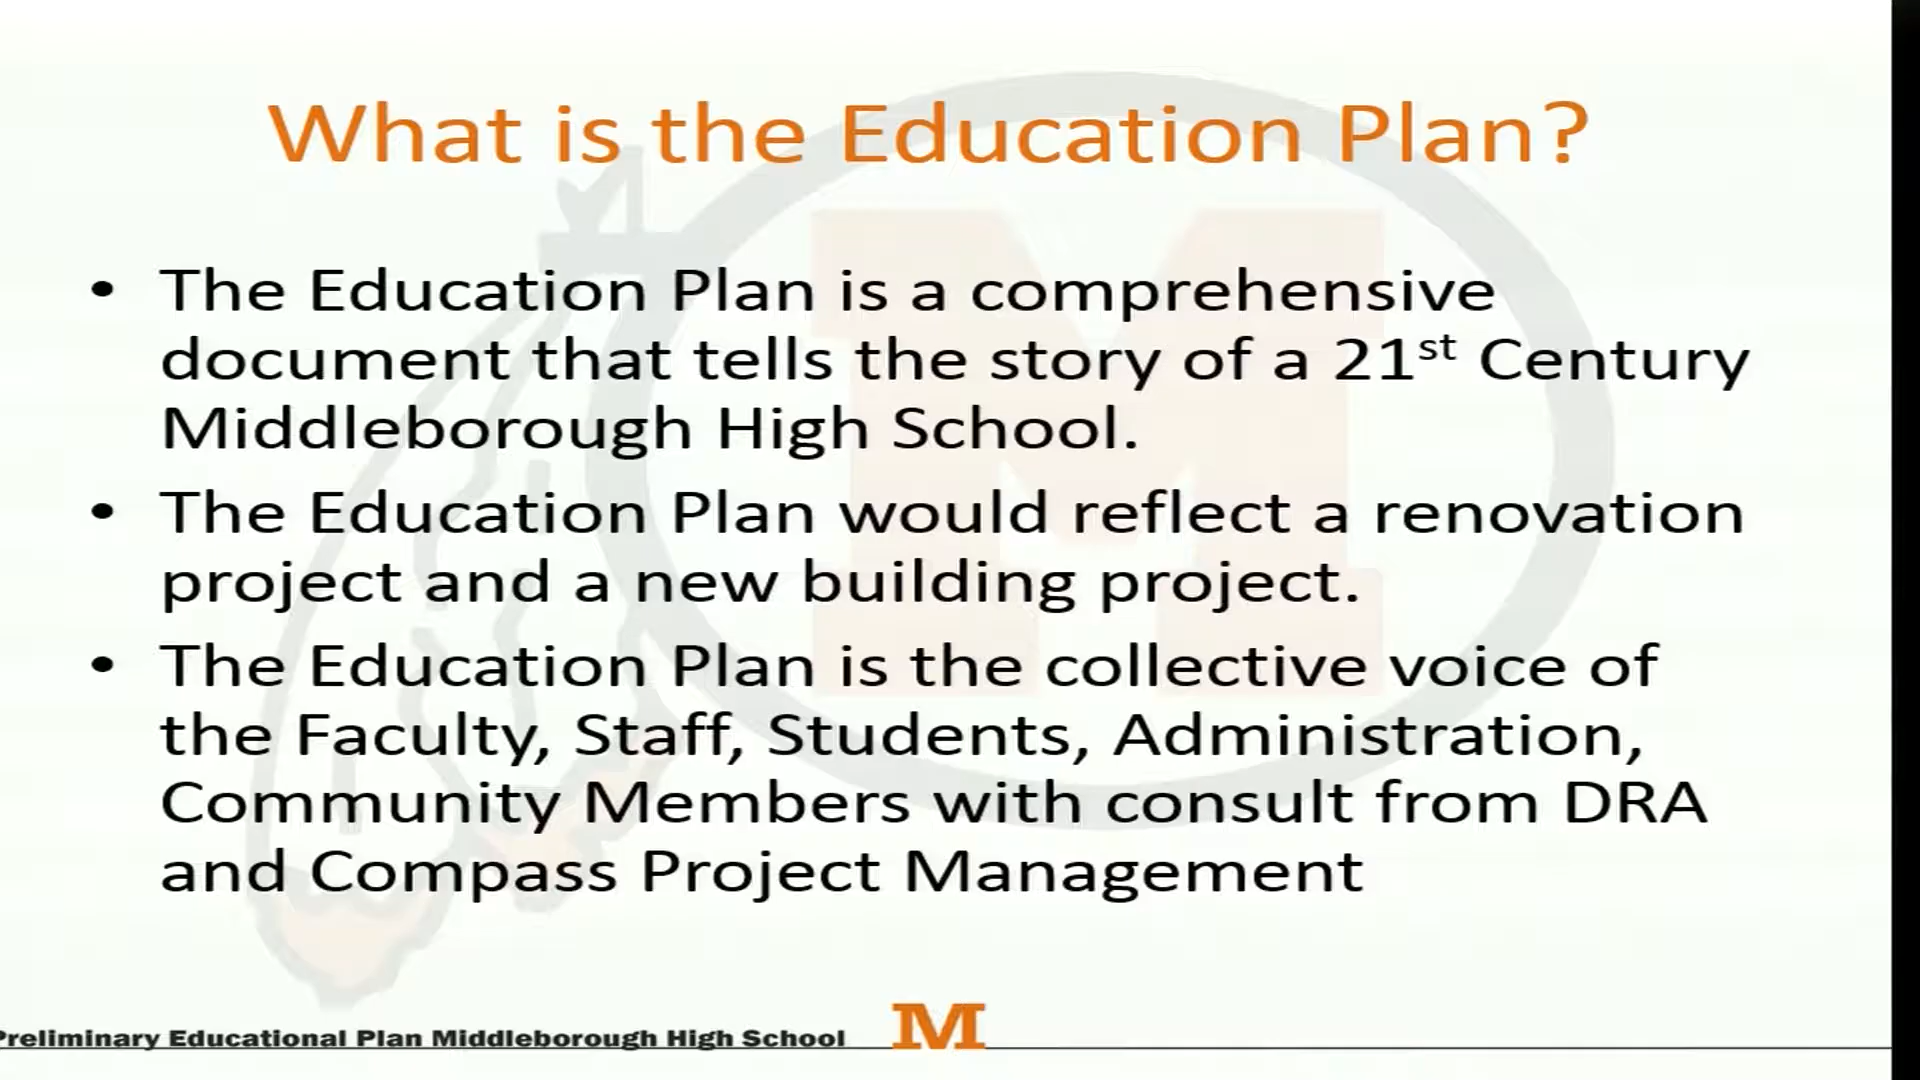 What is the Education Plan?
• The Education Plan is a comprehensive
document that tells the story of a 21st Century
Middleborough High School.
• The Education Plan would reflect a renovation
project and a new building project.
• The Education Plan is the collective voice of
the Faculty, Staff, Students, Administration,
Community Members with consult from DRA
and Compass Project Management
Preliminary Educational Plan Middleborough High School
M